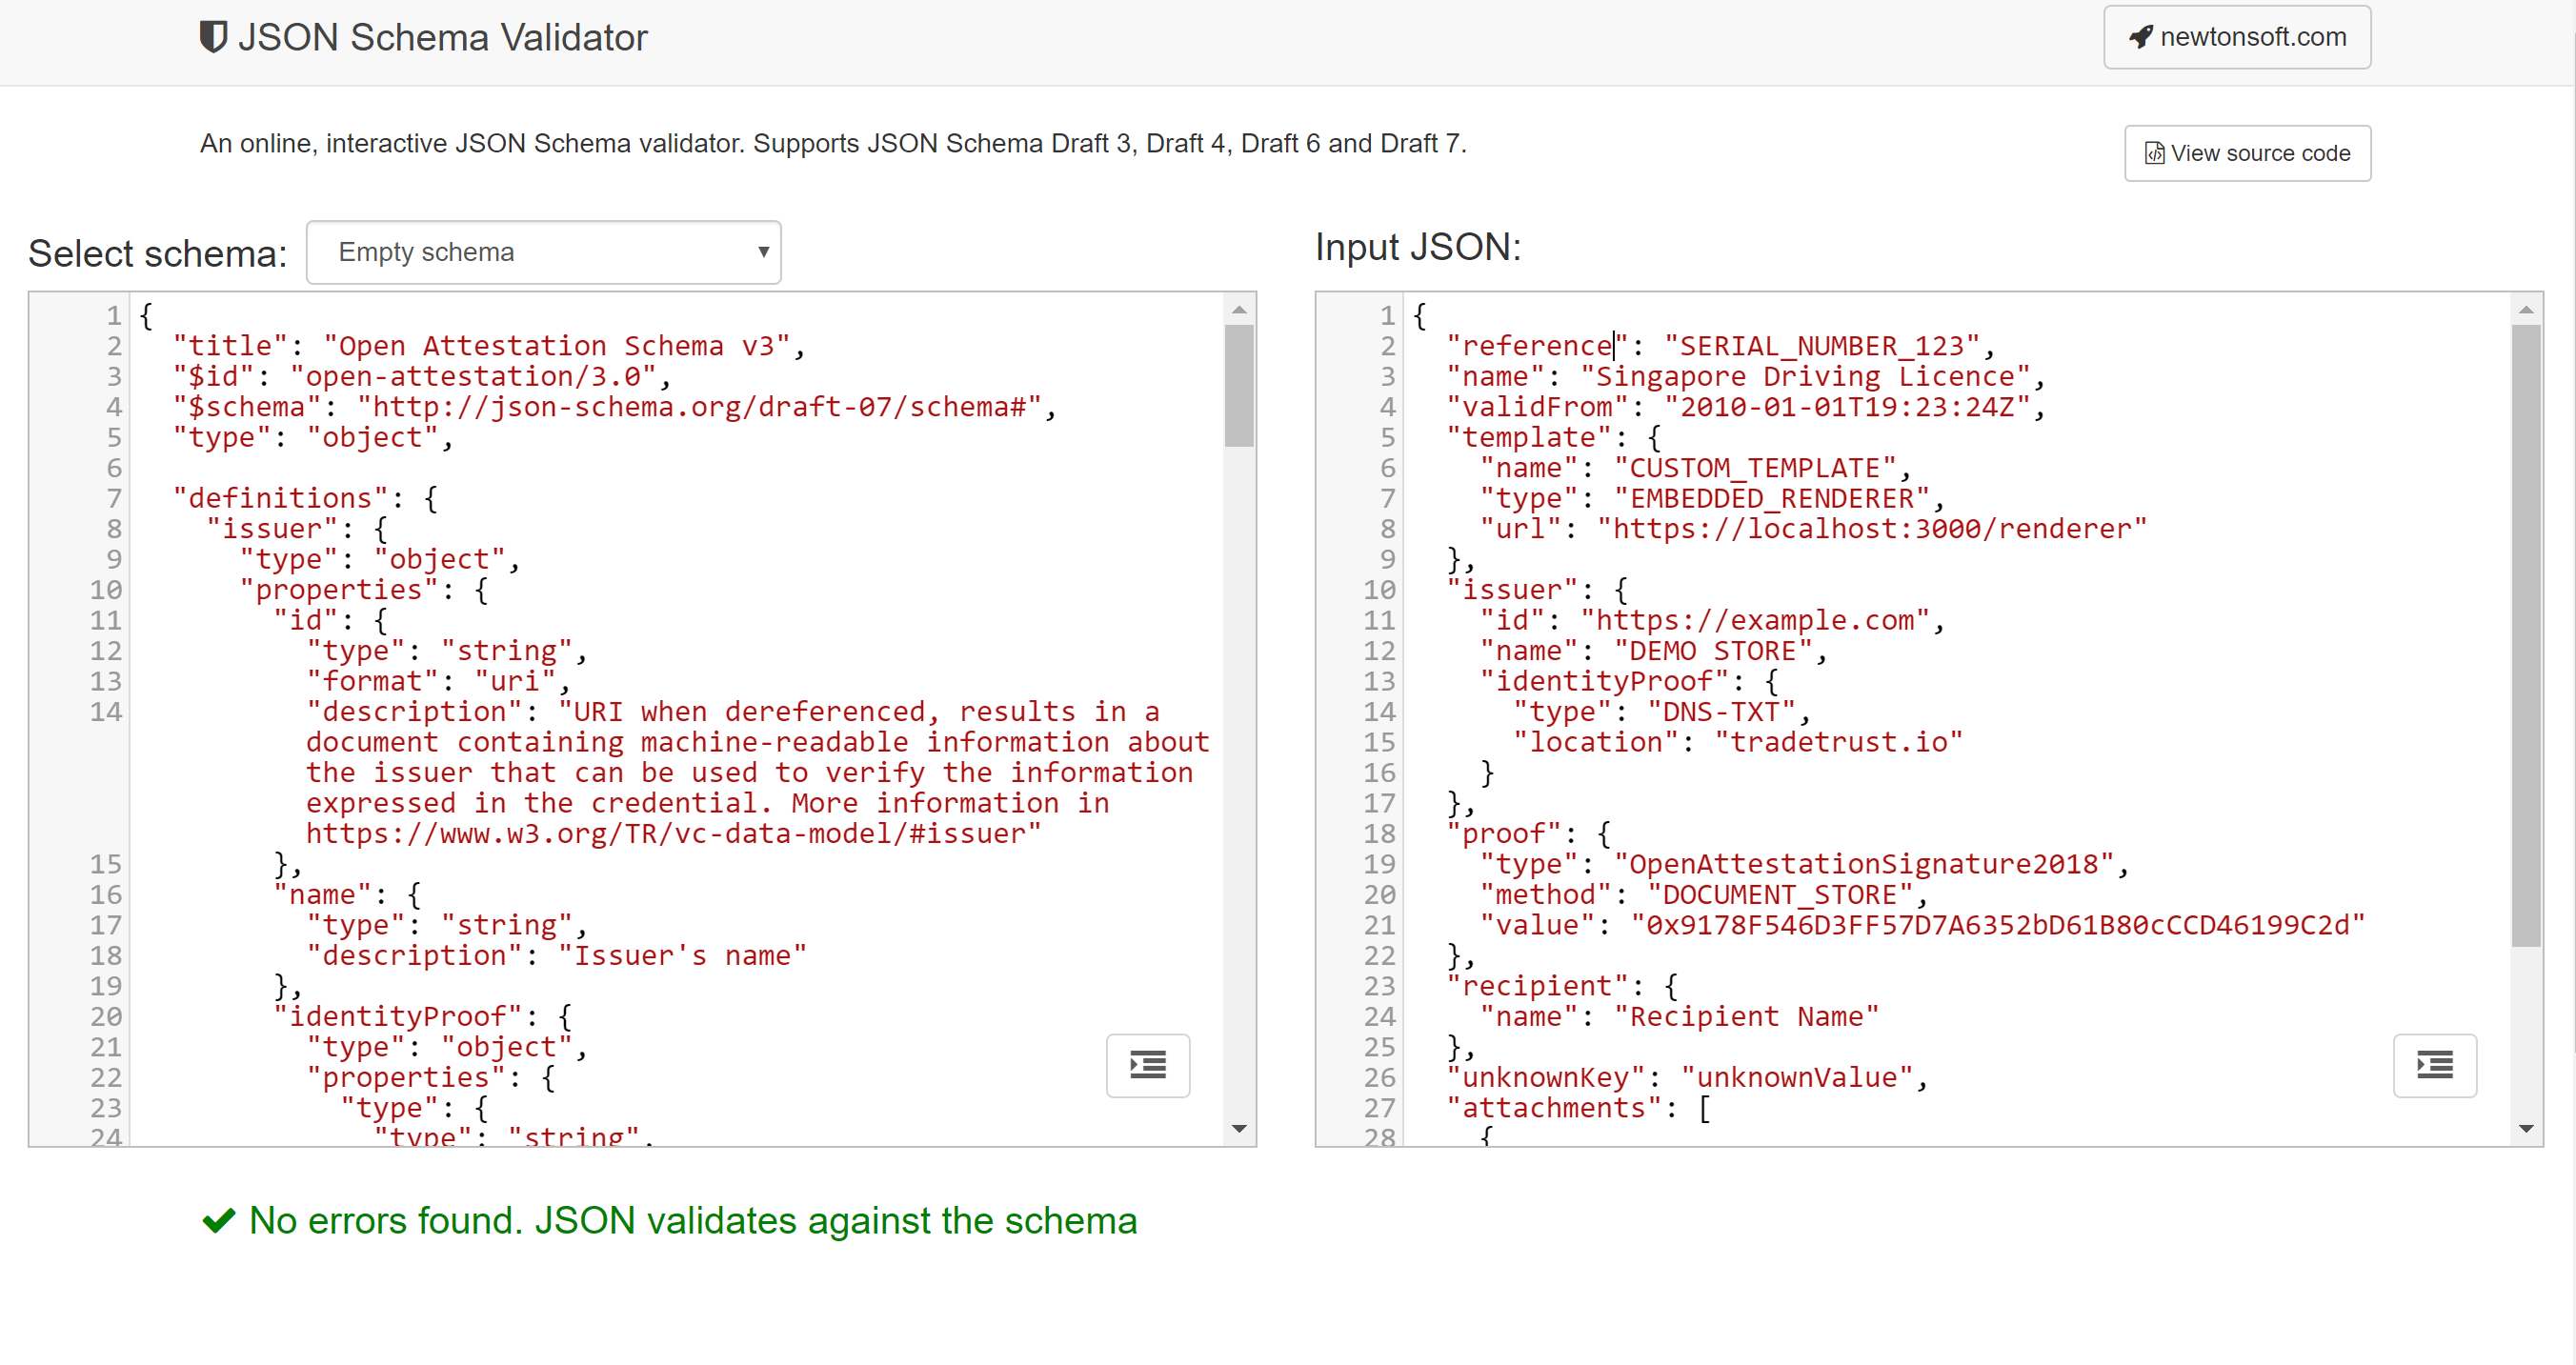 JSON Schema Validator
newtonsoft.com
An online, interactive JSON Schema validator. Supports JSON Schema Draft 3, Draft 4, Draft 6 and Draft 7.
View source code
Select schema: Empty schema
1 {
2 "title": "Open Attestation Schema v3",
3 "$id": "open-attestation/3.0",
4 "$schema": "http://json-schema.org/draft-07/schema#",
5 "type": "object",
6
7 "definitions": {
8 "issuer": {
9 "type": "object",
10 "properties": {
11 "id": {
12 "type": "string",
13 "format": "uri",
14 "description": "URI when dereferenced, results in a
document containing machine-readable information about
the issuer that can be used to verify the information
expressed in the credential. More information in
https://www.w3.org/TR/vc-data-model/#issuer"
15 },
16 "name": {
17 "type": "string",
18 "description": "Issuer's name"
19 },
20 "identityProof": {
21 "type": "object",
22 "properties": {
23 "type": {
24 "type": "string",
Input JSON:
1 {
2 "reference": "SERIAL_NUMBER_123",
3 "name": "Singapore Driving Licence",
4 "validFrom": "2010-01-01T19:23:24Z",
5 "template": {
6 "name": "CUSTOM_TEMPLATE",
7 "type": "EMBEDDED_RENDERER",
8 "url": "https://localhost:3000/renderer"
9 },
10 "issuer": {
11 "id": "https://example.com",
12 "name": "DEMO STORE",
13 "identityProof": {
14 "type": "DNS-TXT",
15 "location": "tradetrust.io"
16 }
17 },
18 "proof": {
19 "type": "OpenAttestationSignature2018",
20 "method": "DOCUMENT_STORE",
21 "value": "0x9178F546D3FF57D7A6352bD61B80cCCD46199C2d"
22 },
23 "recipient": {
24 "name": "Recipient Name"
25 },
26 "unknownKey": "unknownValue",
27 "attachments": [
28 {
No errors found. JSON validates against the schema